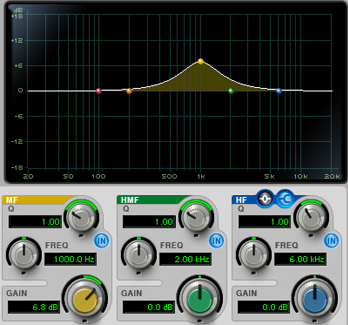 dB
+18
+12
+6
0
-6
-12
-18
20 50 100 500 1k 2k 5k 10k 20k
MF HMF HF
Q Q Q
1.00 1.00 1.00
IN IN IN
FREQ FREQ FREQ
1000.0 Hz 2.00 kHz 6.00 kHz
GAIN GAIN GAIN
6.8 dB 0.0 dB 0.0 dB